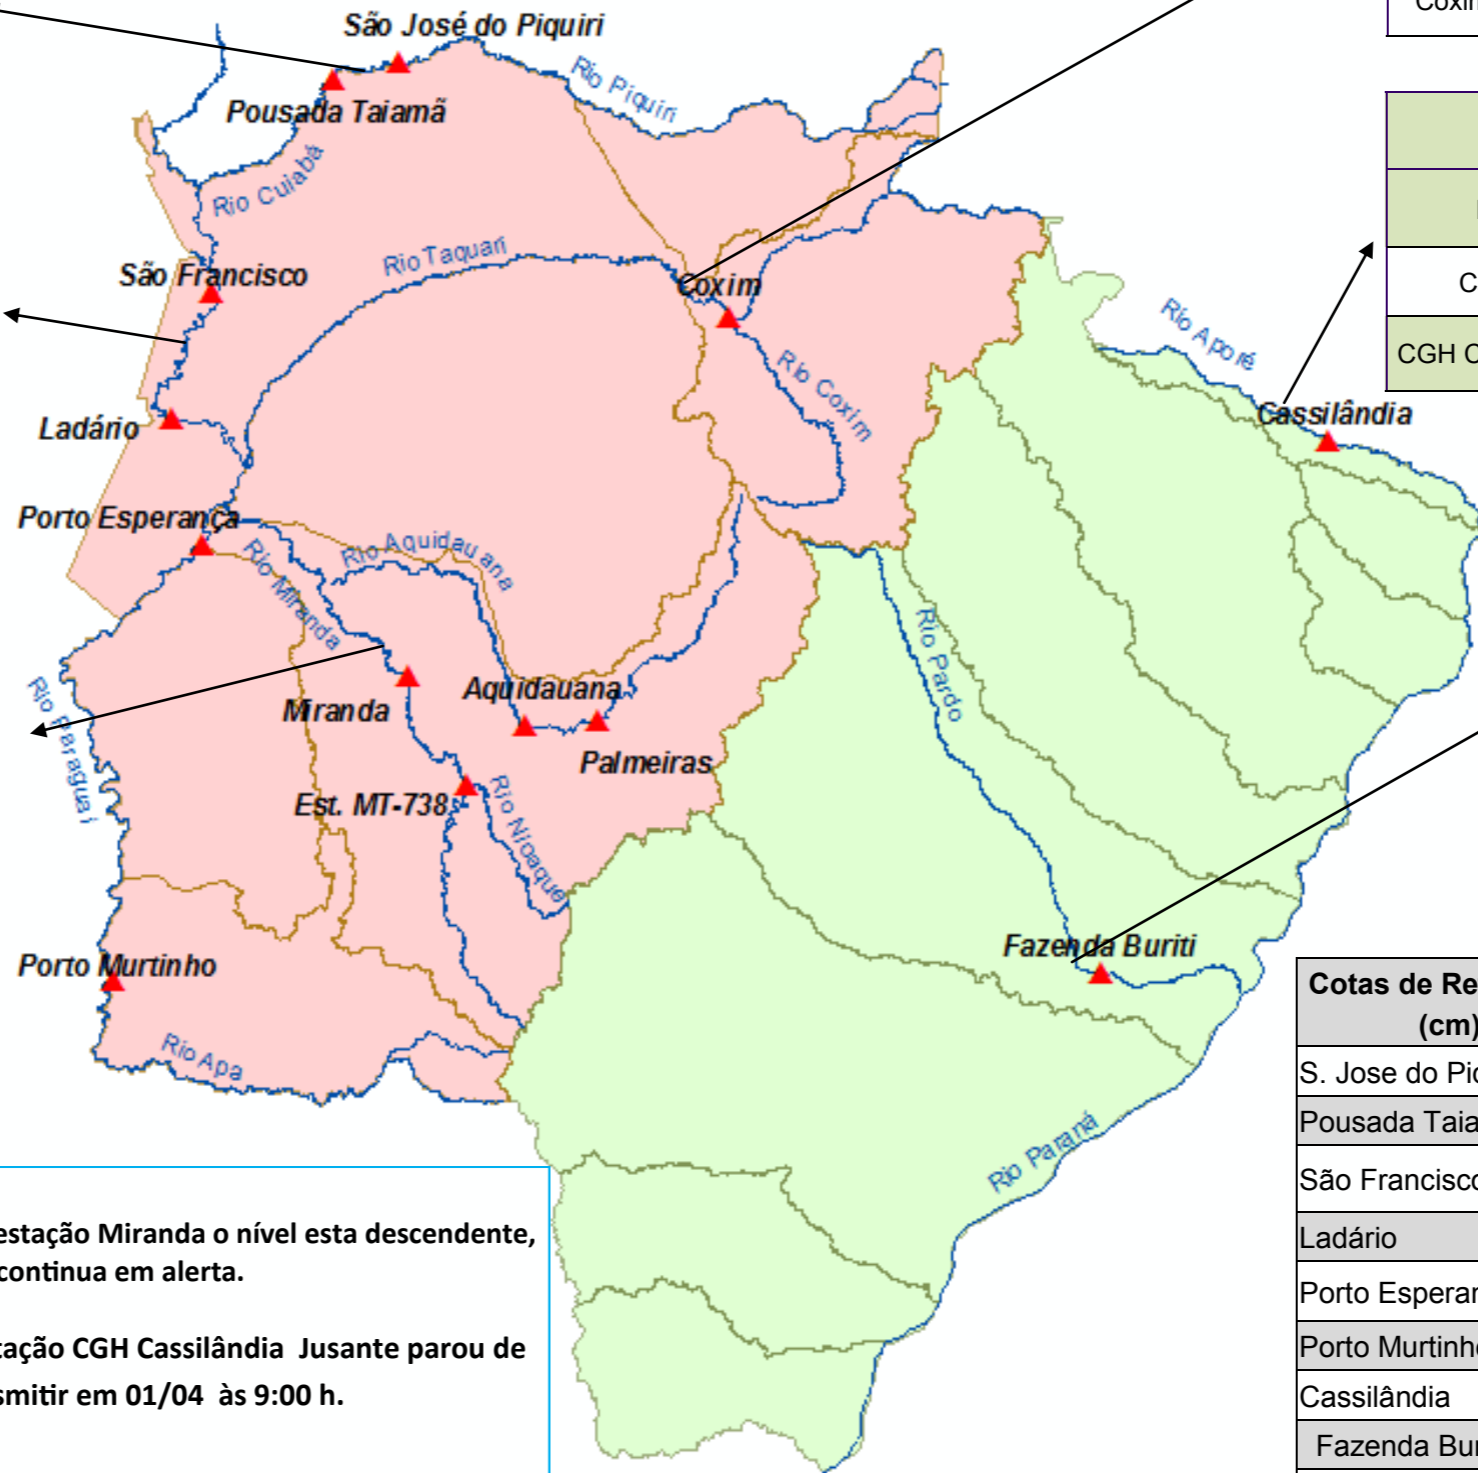 Coxim
São José do Piquiri
Rio Piquiri
Pousada Taiamã
Rio Cuiabá
Rio Taquari
São Francisco
Coxim
C
Rio Aporé
CGH C
Rio Coxim
Cassilândia
Ladário
Porto Esperança
Rio Aquidauana
Rio Miranda
Rio Pardo
Rio Paraguai
Aquidauana
Miranda
Palmeiras
Est. MT-738
Rio Nioaque
Fazenda Buriti
Porto Murtinho
Cotas de Re
(cm)
Rio Apa
S. Jose do Pi
Pousada Taia
Rio Paraná
São Francisco
estação Miranda o nível esta descendente,
continua em alerta.
Ladário
Porto Espera
tação CGH Cassilândia Jusante parou de
smitir em 01/04 às 9:00 h.
Porto Murtinh
Cassilândia
Fazenda Bu